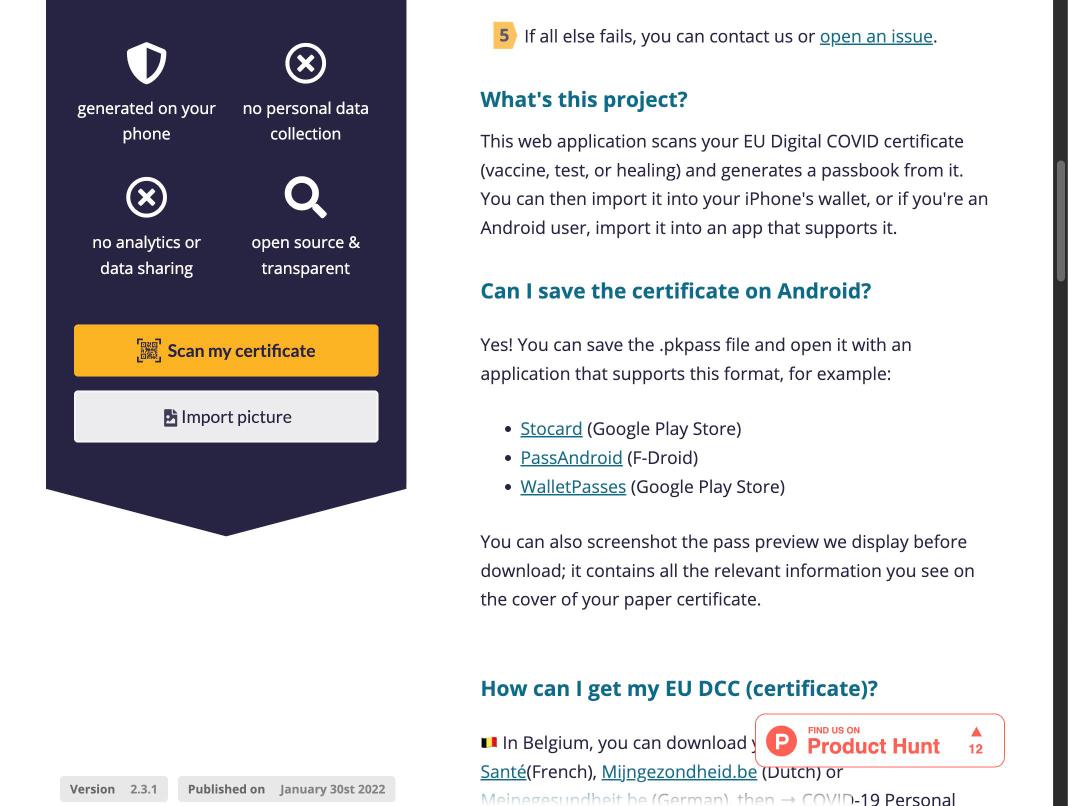 generated on your
phone
no personal data
collection
no analytics or
data sharing
open source &
transparent
Scan my certificate
Import picture
Version 2.3.1
Published on January 30st 2022
5 If all else fails, you can contact us or open an issue.
What's this project?
This web application scans your EU Digital COVID certificate
(vaccine, test, or healing) and generates a passbook from it.
You can then import it into your iPhone's wallet, or if you're an
Android user, import it into an app that supports it.
Can I save the certificate on Android?
Yes! You can save the .pkpass file and open it with an
application that supports this format, for example:
• Stocard (Google Play Store)
• PassAndroid (F-Droid)
• WalletPasses (Google Play Store)
You can also screenshot the pass preview we display before
download; it contains all the relevant information you see on
the cover of your paper certificate.
How can I get my EU DCC (certificate)?
In Belgium, you can download
Santé(French), Mijngezondheid.be (Dutch) or
Meinegesundheit.be (German), then → COVID-19 Personal
P FIND US ON
Product Hunt
▲
12